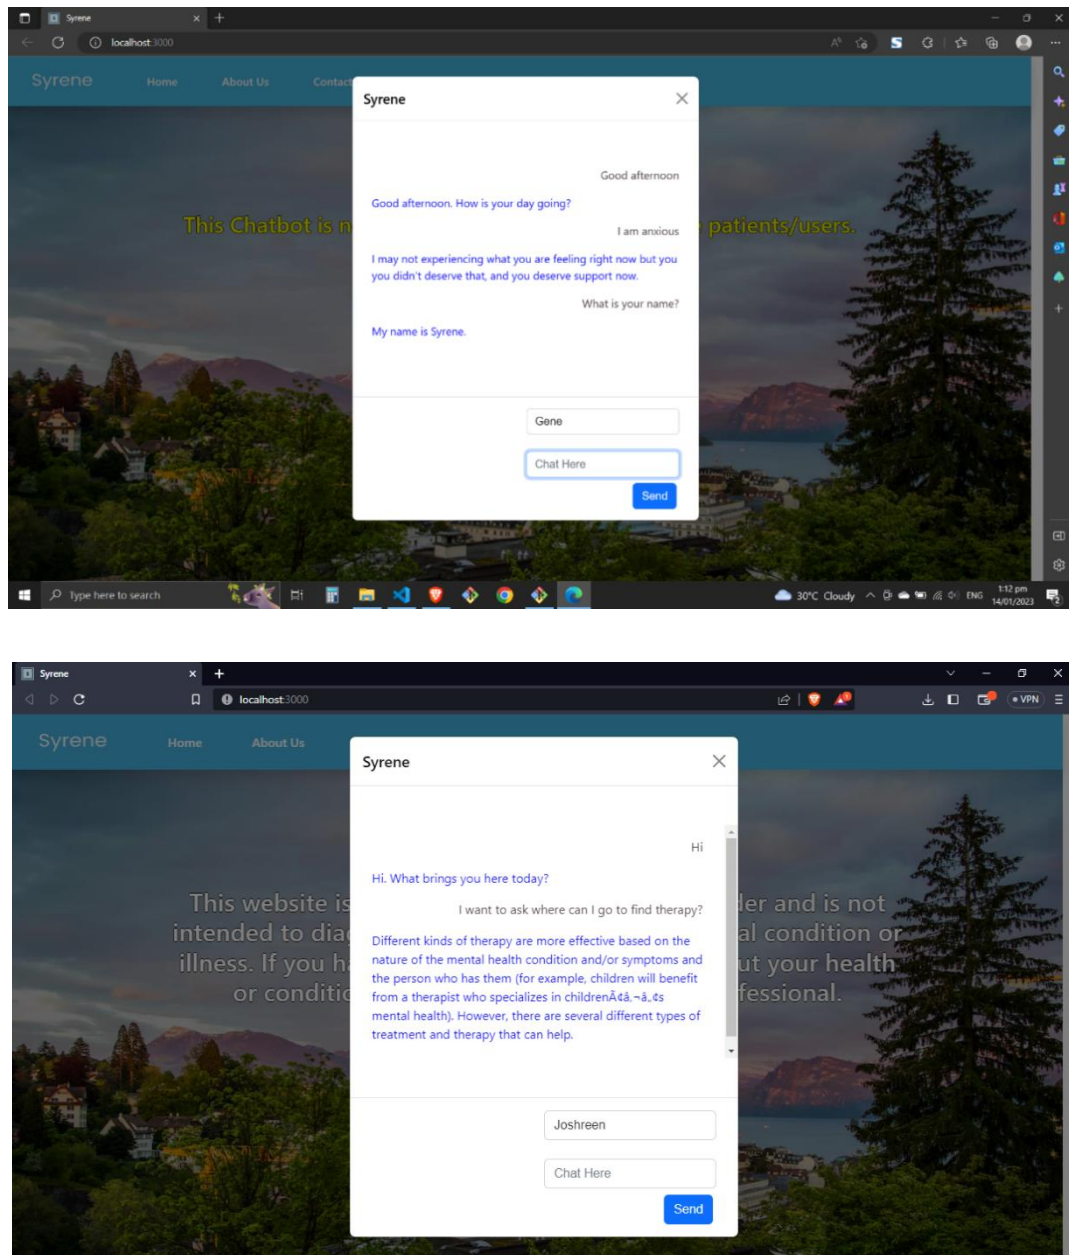 Syrene
localhost:3000
Syrene Home About Us Contact
Syrene
Good afternoon
Good afternoon. How is your day going?
I am anxious
This Chatbot is n patients/users.
I may not experiencing what you are feeling right now but you
you didn't deserve that, and you deserve support now.
What is your name?
My name is Syrene.
Gene
Chat Here
Send
Type here to search
30°C Cloudy ENG 1:12 pm
14/01/2023
Syrene
localhost:3000
VPN
Syrene Home About Us
Syrene
Hi
Hi. What brings you here today?
This website is der and is not
I want to ask where can I go to find therapy?
intended to dia al condition or
Different kinds of therapy are more effective based on the
nature of the mental health condition and/or symptoms and
illness. If you h ut your health
the person who has them (for example, children will benefit
or conditio fessional.
from a therapist who specializes in childrenÃ¢â‚¬â„¢s
mental health). However, there are several different types of
treatment and therapy that can help.
Joshreen
Chat Here
Send